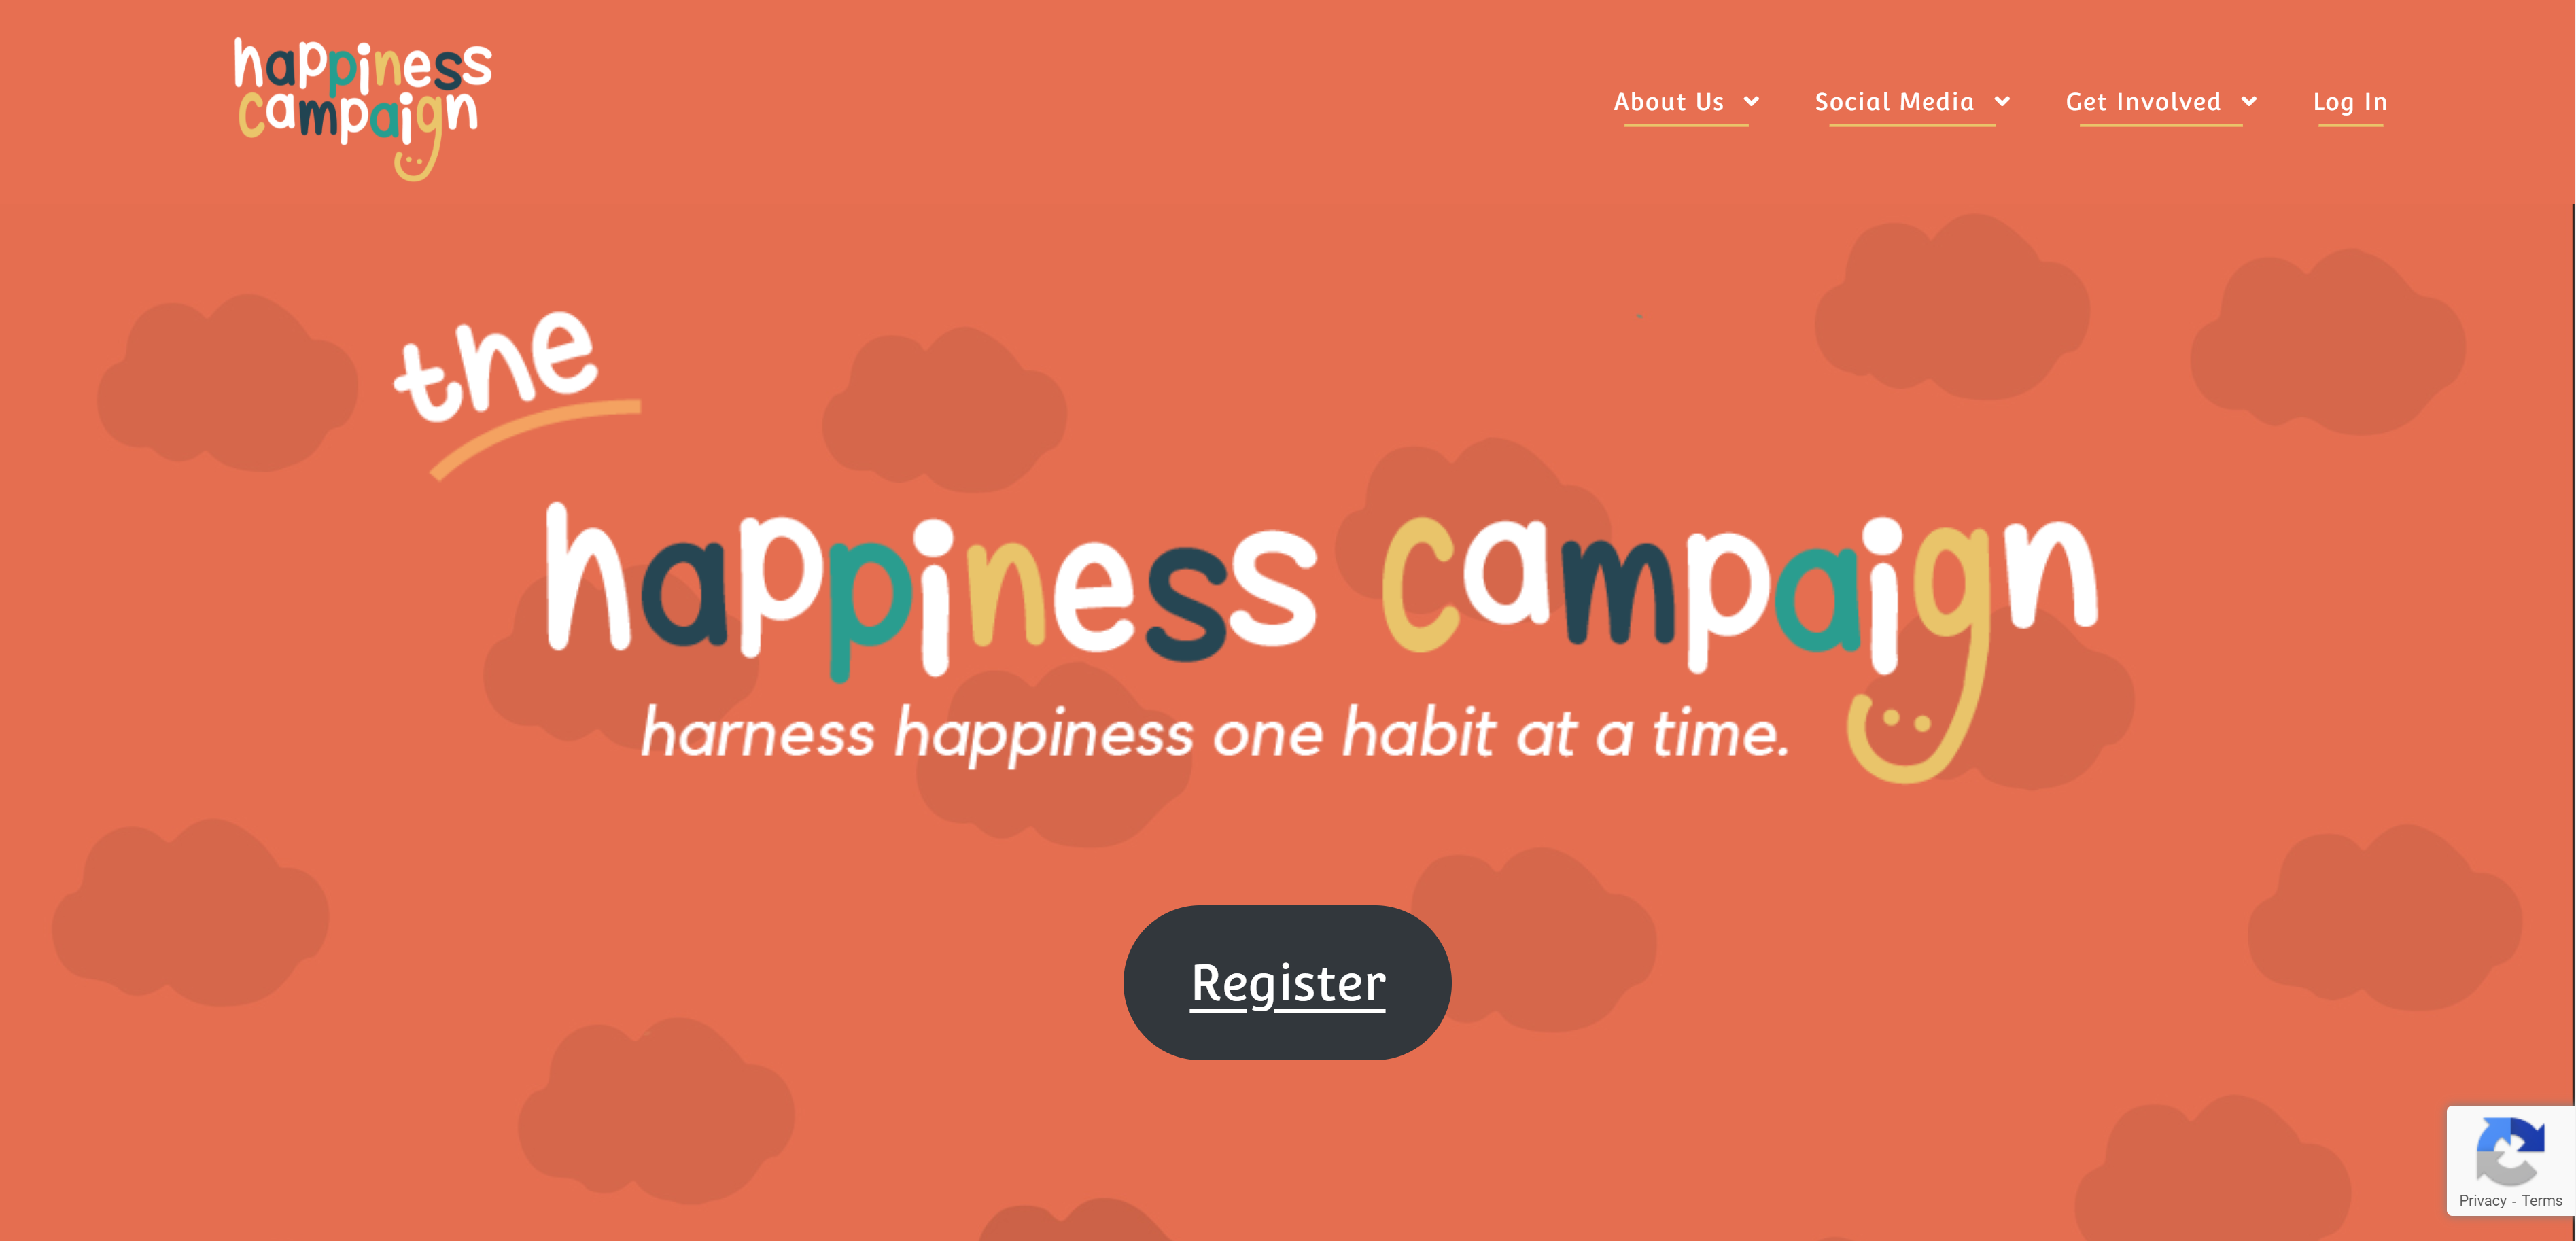 happiness
campaign
About Us
Social Media
Get Involved
Log In
the
happiness campaign
harness happiness one habit at a time.
Register
Privacy - Terms